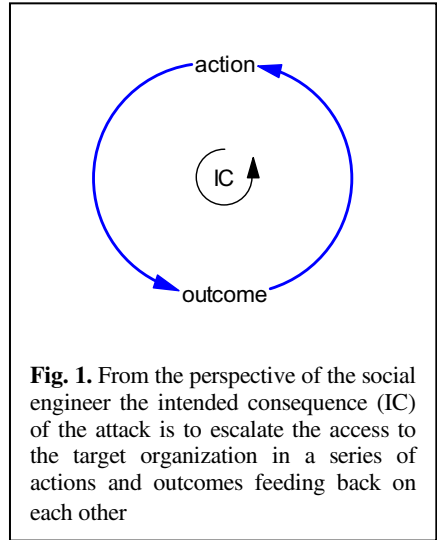 action
IC
outcome
Fig. 1. From the perspective of the social
engineer the intended consequence (IC)
of the attack is to escalate the access to
the target organization in a series of
actions and outcomes feeding back on
each other